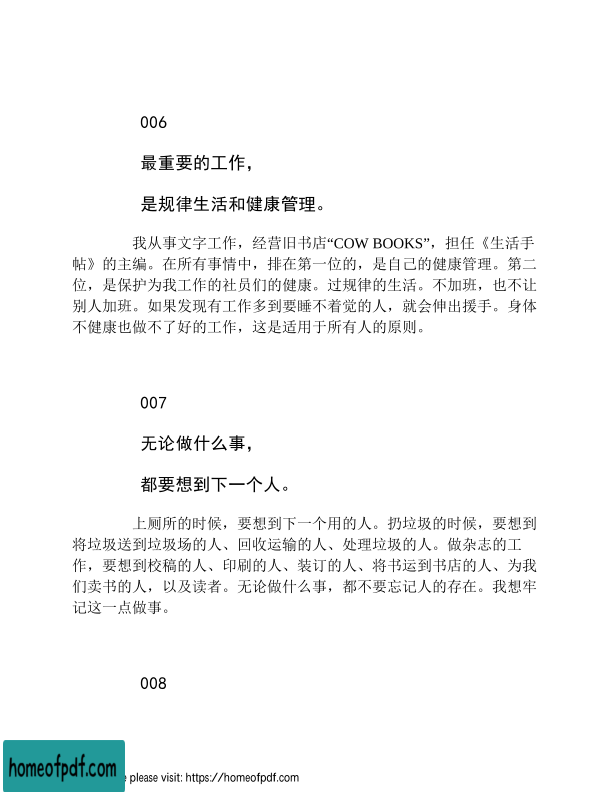 006
最重要的工作，
是规律生活和健康管理。
我从事文字工作，经营旧书店“COW BOOKS”，担任《生活手
帖》的主编。在所有事情中，排在第一位的，是自己的健康管理。第二
位，是保护为我工作的社员们的健康。过规律的生活。不加班，也不让
别人加班。如果发现有工作多到要睡不着觉的人，就会伸出援手。身体
不健康也做不了好的工作，这是适用于所有人的原则。
007
无论做什么事，
都要想到下一个人。
上厕所的时候，要想到下一个用的人。扔垃圾的时候，要想到
将垃圾送到垃圾场的人、回收运输的人、处理垃圾的人。做杂志的工
作，要想到校稿的人、印刷的人、装订的人、将书运到书店的人、为我
们卖书的人，以及读者。无论做什么事，都不要忘记人的存在。我想牢
记这一点做事。
008
homeofpdf.com
please visit: https://homeofpdf.com